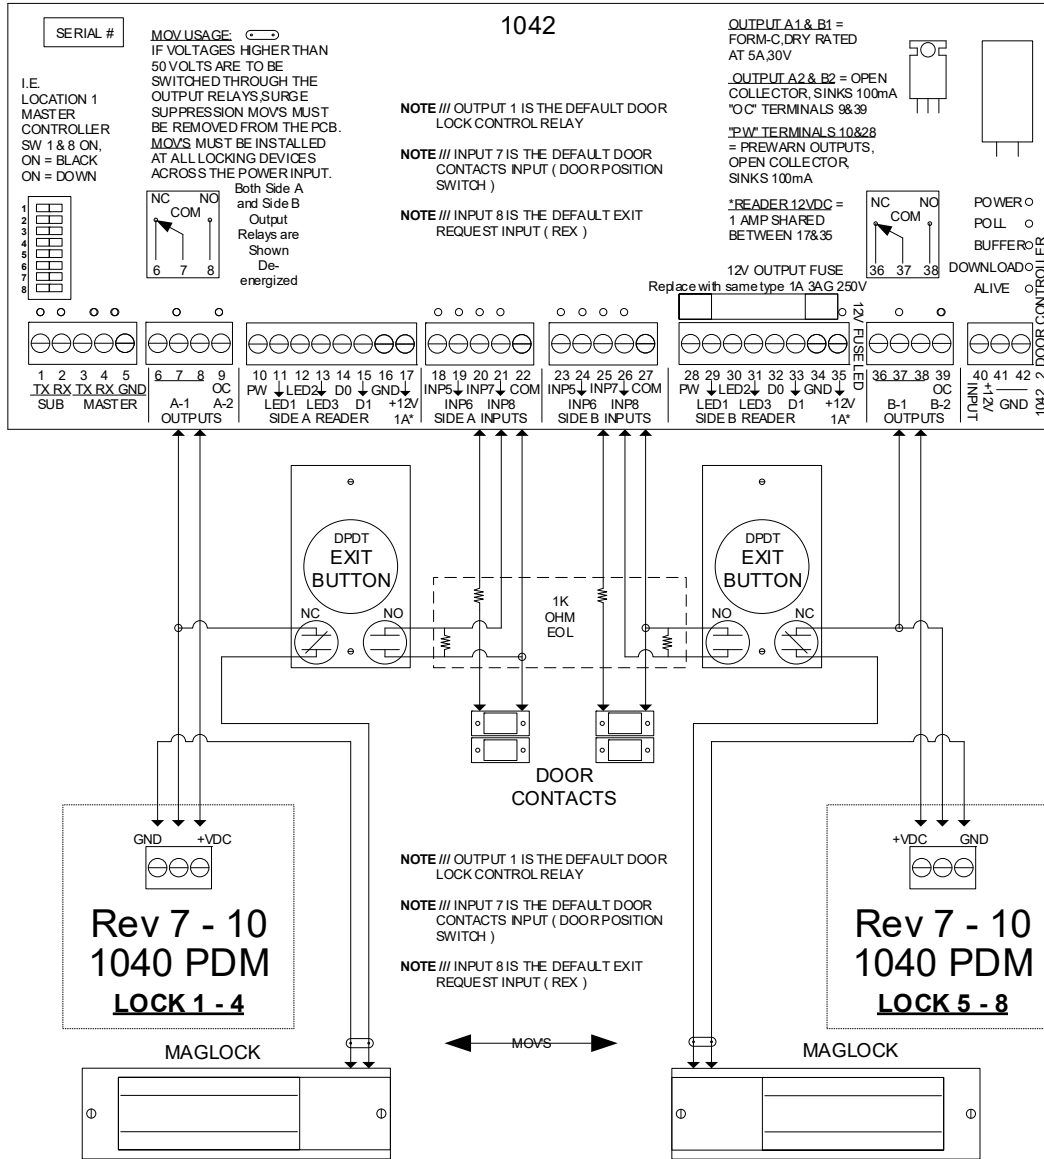 1042
SERIAL #
MOV USAGE:
IF VOLTAGES HIGHER THAN
50 VOLTS ARE TO BE
SWITCHED THROUGH THE
OUTPUT RELAYS,SURGE
SUPPRESSION MOV'S MUST
BE REMOVED FROM THE PCB.
MOV'S MUST BE INSTALLED
AT ALL LOCKING DEVICES
ACROSS THE POWER INPUT.
I.E.
LOCATION 1
MASTER
CONTROLLER
SW 1 & 8 ON,
ON = BLACK
ON = DOWN
1
2
3
4
5
6
7
8
NC NO
COM
6 7 8
Both Side A
and Side B
Output
Relays are
Shown
De-
energized
NOTE /// OUTPUT 1 IS THE DEFAULT DOOR
LOCK CONTROL RELAY
NOTE /// INPUT 7 IS THE DEFAULT DOOR
CONTACTS INPUT ( DOOR POSITION
SWITCH )
NOTE /// INPUT 8 IS THE DEFAULT EXIT
REQUEST INPUT ( REX )
OUTPUT A1 & B1 =
FORM-C,DRY RATED
AT 5A,30V
OUTPUT A2 & B2 = OPEN
COLLECTOR, SINKS 100mA
"OC" TERMINALS 9&39
"PW" TERMINALS 10&28
= PREWARN OUTPUTS,
OPEN COLLECTOR,
SINKS 100mA
*READER 12VDC =
1 AMP SHARED
BETWEEN 17&35
12V OUTPUT FUSE
Replace with same type 1A 3AG 250V
NC NO
COM
36 37 38
POWER
POLL
BUFFER
DOWNLOAD
ALIVE
12V FUSE
LED
1042 2 DOOR CONTROLLER
1 2 3 4 5
TX RX TX RX GND
SUB MASTER
6 7 8 9
OC
A-1 A-2
OUTPUTS
10 11 12 13 14 15 16 17
PW LED2 D0 GND
LED1 LED3 D1 +12V
SIDE A READER 1A*
18 19 20 21 22
INP5 INP7 COM
INP6 INP8
SIDE A INPUTS
23 24 25 26 27
INP5 INP7 COM
INP6 INP8
SIDE B INPUTS
28 29 30 31 32 33 34 35
PW LED2 D0 GND
LED1 LED3 D1 +12V
SIDE B READER 1A*
36 37 38 39
OC
B-1 B-2
OUTPUTS
40 41 42
+12V GND
INPUT
DPDT
EXIT
BUTTON
NC NO
1K
OHM
EOL
DPDT
EXIT
BUTTON
NO NC
DOOR
CONTACTS
GND +VDC
Rev 7 - 10
1040 PDM
LOCK 1 - 4
NOTE /// OUTPUT 1 IS THE DEFAULT DOOR
LOCK CONTROL RELAY
NOTE /// INPUT 7 IS THE DEFAULT DOOR
CONTACTS INPUT ( DOOR POSITION
SWITCH )
NOTE /// INPUT 8 IS THE DEFAULT EXIT
REQUEST INPUT ( REX )
+VDC GND
Rev 7 - 10
1040 PDM
LOCK 5 - 8
MAGLOCK
MOV'S
MAGLOCK